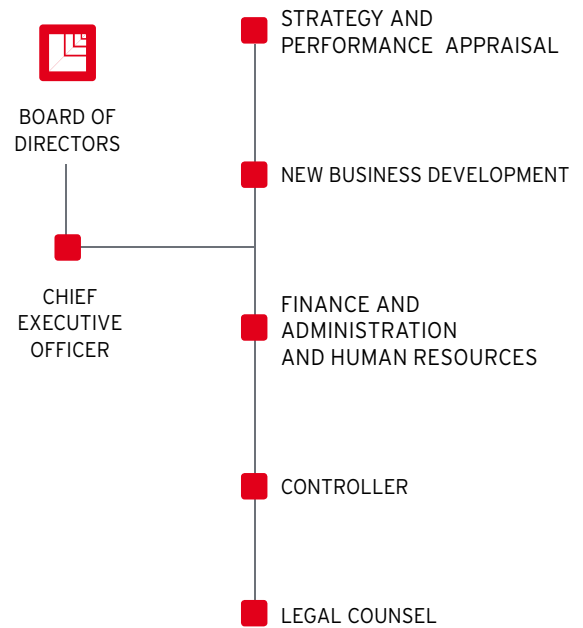 STRATEGY AND
PERFORMANCE APPRAISAL
BOARD OF
DIRECTORS
NEW BUSINESS DEVELOPMENT
CHIEF
EXECUTIVE
OFFICER
FINANCE AND
ADMINISTRATION
AND HUMAN RESOURCES
CONTROLLER
LEGAL COUNSEL